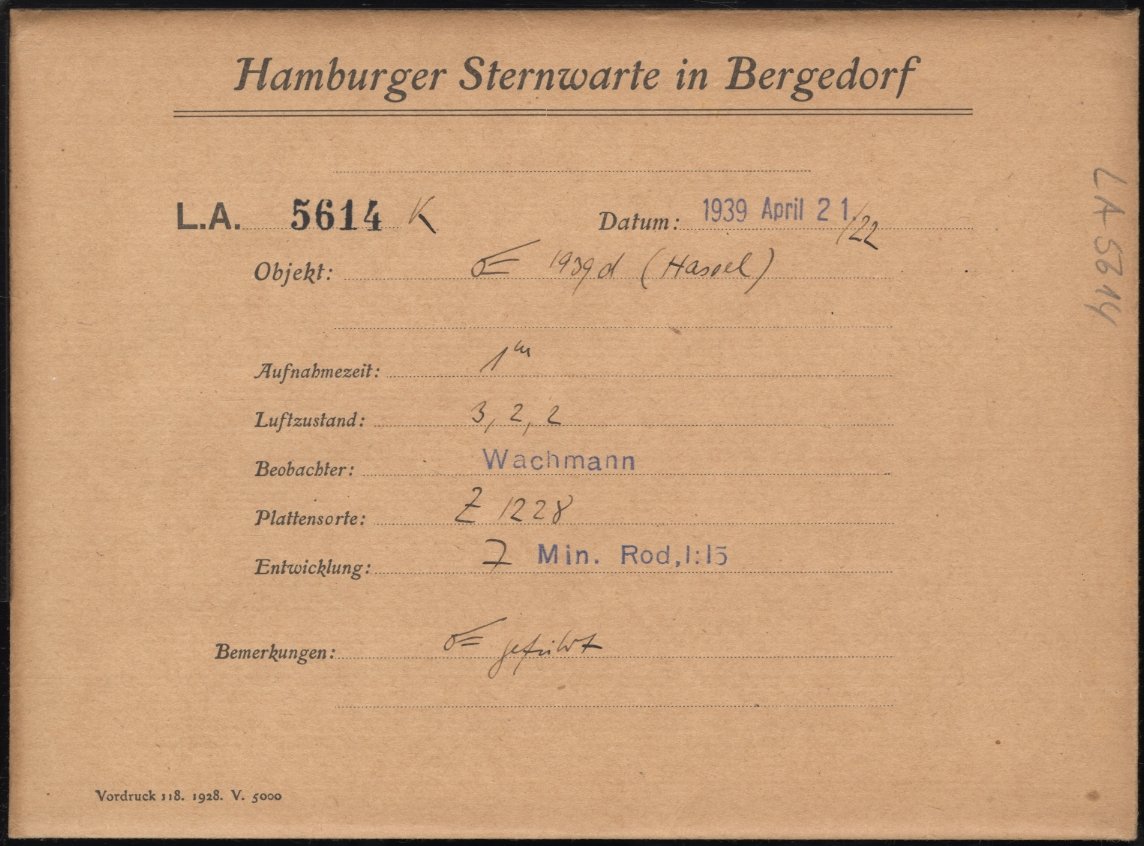 Hamburger Sternwarte in Bergedorf
L.A. 5614 K Datum: 1939 April 21./22
Objekt: ☄ 1939d (Hassel)
Aufnahmezeit: 1ᵐ
Luftzustand: 3, 2, 2
Beobachter: Wachmann
Plattensorte: Z 1228
Entwicklung: 7 Min. Rod, 1:15
Bemerkungen: ☄ geführt
Vordruck 118. 1928. V. 5000
LA 5614